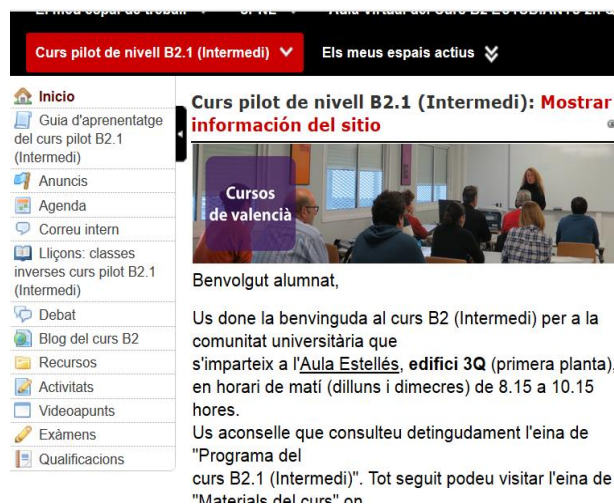 Curs pilot de nivell B2.1 (Intermedi)
Els meus espais actius
Inicio
Guia d'aprenentatge
del curs pilot B2.1
(Intermedi)
Anuncis
Agenda
Correu intern
Lliçons: classes
inverses curs pilot B2.1
(Intermedi)
Debat
Blog del curs B2
Recursos
Activitats
Videoapunts
Exàmens
Qualificacions
Curs pilot de nivell B2.1 (Intermedi): Mostrar
información del sitio
Cursos
de valencià
Benvolgut alumnat,
Us done la benvinguda al curs B2 (Intermedi) per a la
comunitat universitària que
s'imparteix a l'Aula Estellés, edifici 3Q (primera planta),
en horari de matí (dilluns i dimecres) de 8.15 a 10.15
hores.
Us aconselle que consulteu detingudament l'eina de
"Programa del
curs B2.1 (Intermedi)". Tot seguit podeu visitar l'eina de
"Materials del curs" on